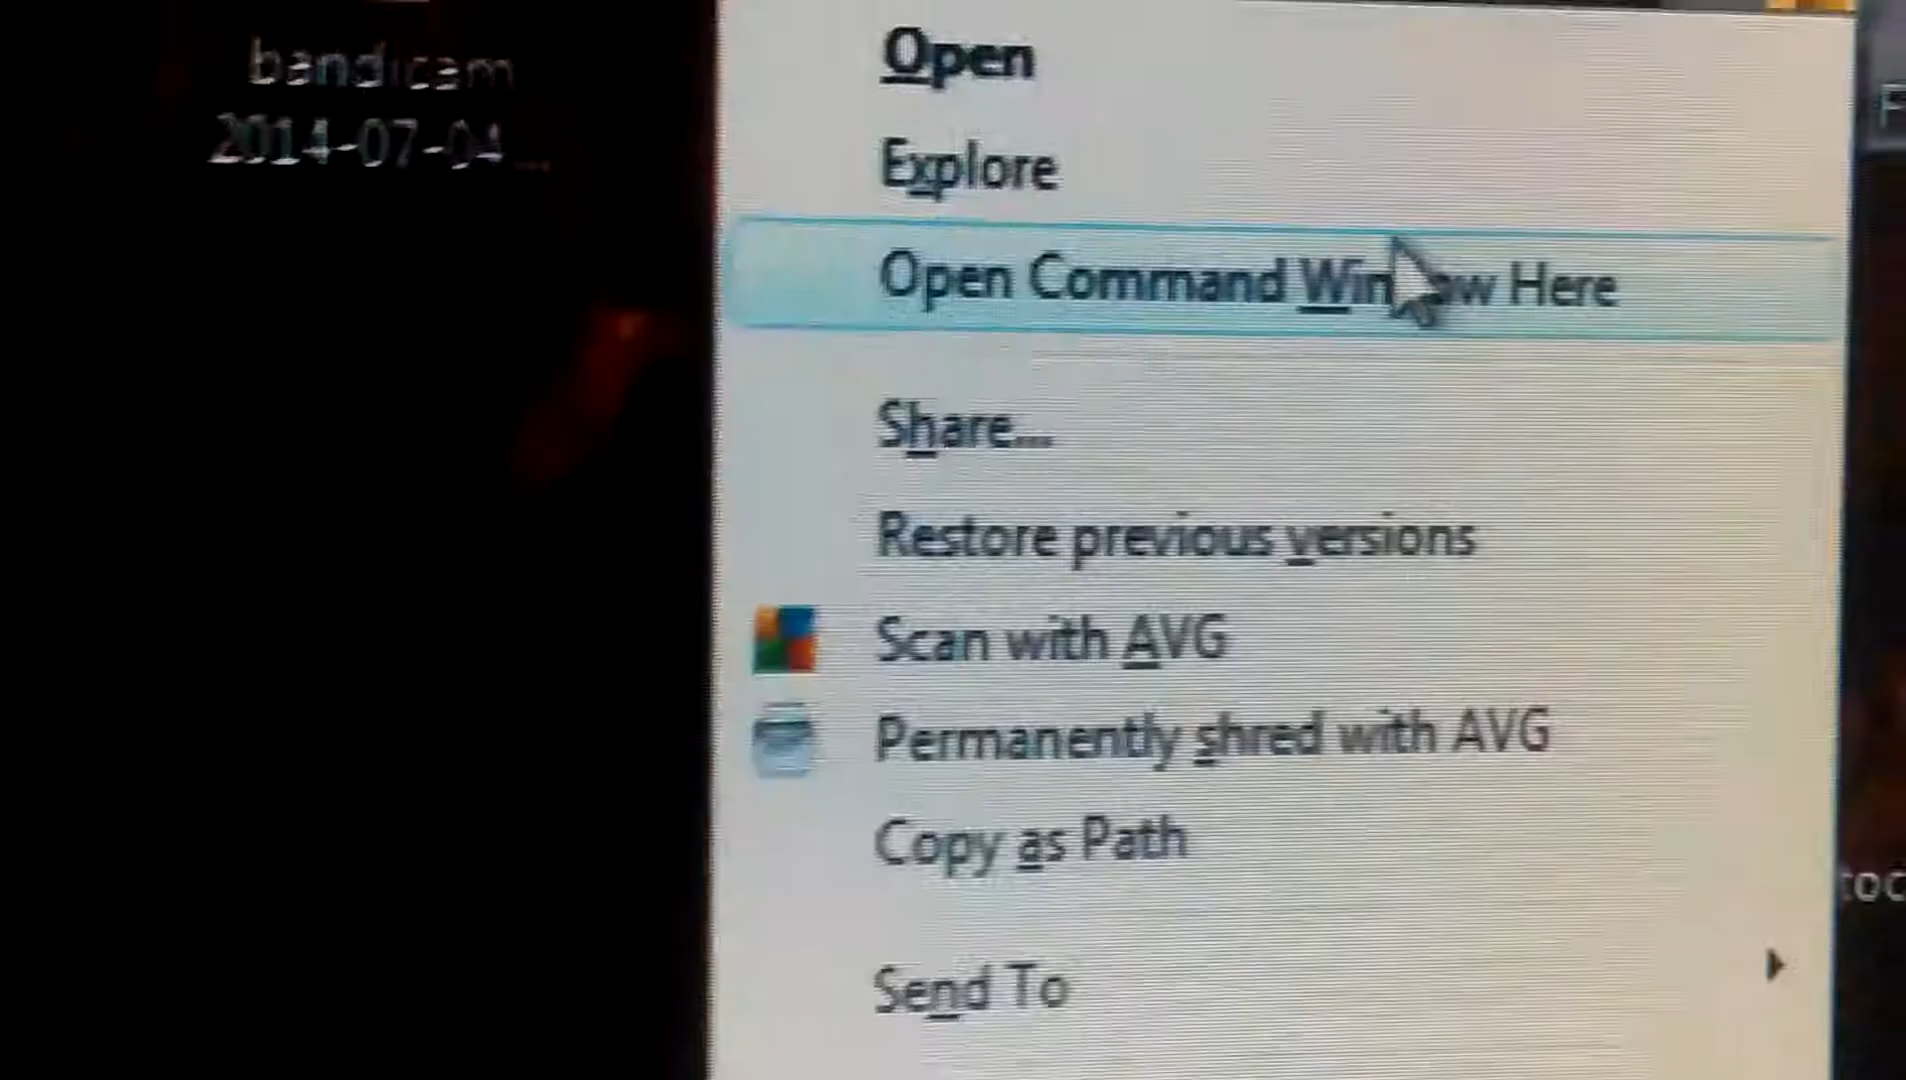 bandicam
2014-07-04...
Open
Explore
Open Command Window Here
Share...
Restore previous versions
Scan with AVG
Permanently shred with AVG
Copy as Path
Send To